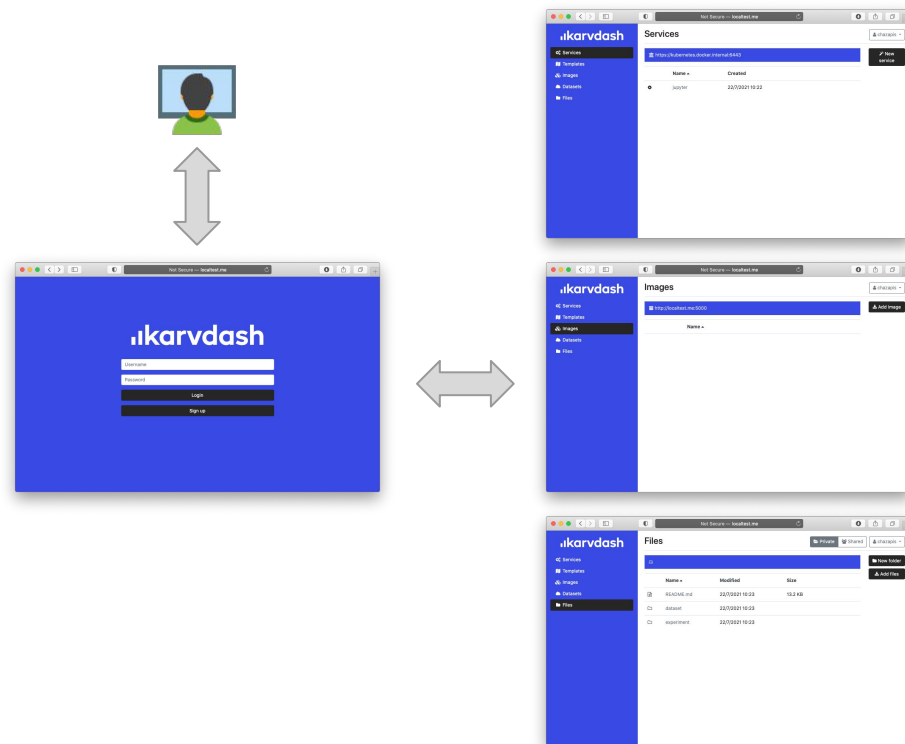 Not Secure — localtest.me
ıkarvdash
Services
chazapis
Services
Templates
Images
Datasets
Files
https://kubernetes.docker.internal:6443
New service
Name
Created
jupyter
22/7/2021 10:22
Not Secure — localtest.me
ıkarvdash
Username
Password
Login
Sign up
Not Secure — localtest.me
ıkarvdash
Images
chazapis
Services
Templates
Images
Datasets
Files
http://localtest.me:5000
Add image
Name
Not Secure — localtest.me
ıkarvdash
Files
Private
Shared
chazapis
Services
Templates
Images
Datasets
Files
New folder
Add files
Name
Modified
Size
README.md
22/7/2021 10:23
13.2 KB
dataset
22/7/2021 10:23
experiment
22/7/2021 10:23